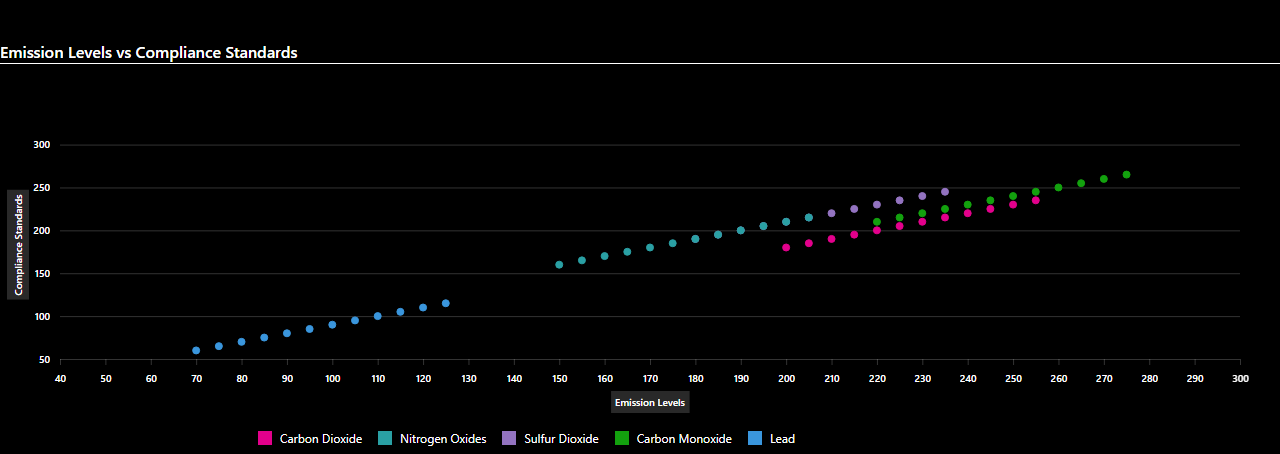 Emission Levels vs Compliance Standards
300
250
200
150
100
50
Compliance Standards
40 50 60 70 80 90 100 110 120 130 140 150 160 170 180 190 200 210 220 230 240 250 260 270 280 290 300
Emission Levels
Carbon Dioxide Nitrogen Oxides Sulfur Dioxide Carbon Monoxide Lead